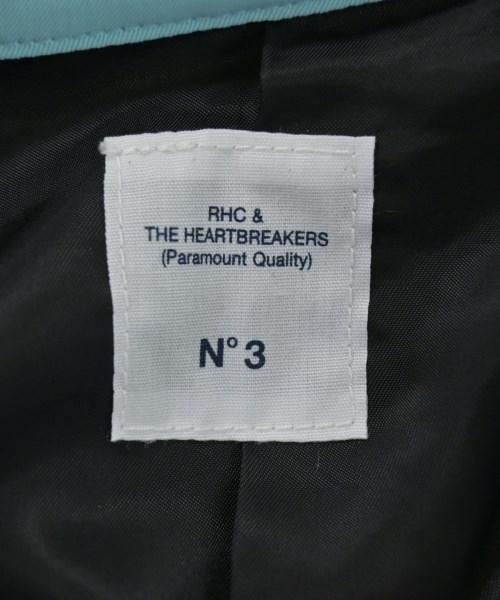 RHC &
THE HEARTBREAKERS
(Paramount Quality)
N° 3